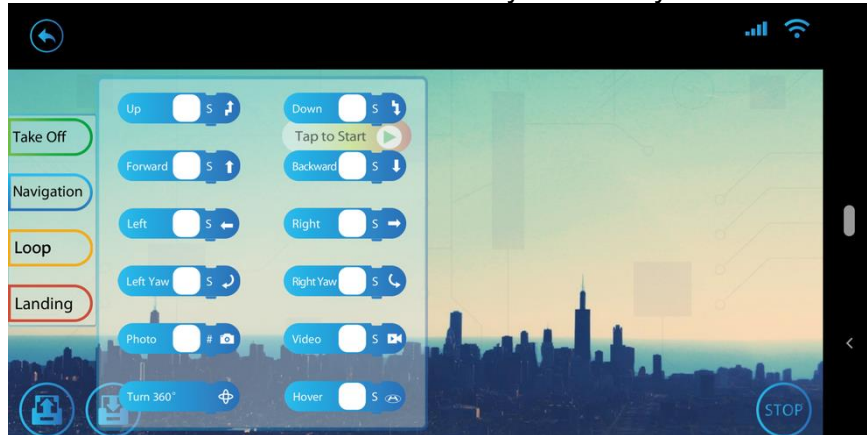 Up S
Down S
Take Off
Tap to Start
Forward S
Backward S
Navigation
Left S
Right S
Loop
Left Yaw S
Right Yaw S
Landing
Photo #
Video S
Turn 360°
Hover S
STOP